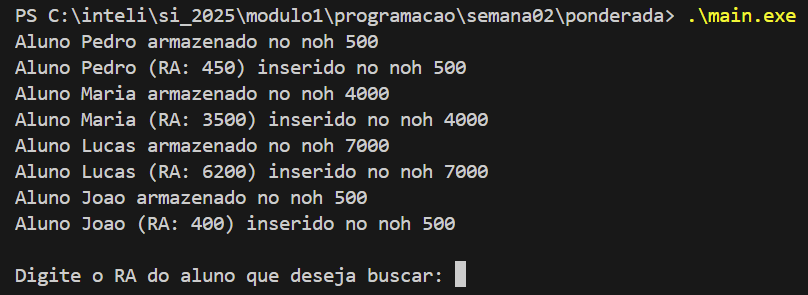 PS C:\inteli\si_2025\modulo1\programacao\semana02\ponderada> .\main.exe
Aluno Pedro armazenado no noh 500
Aluno Pedro (RA: 450) inserido no noh 500
Aluno Maria armazenado no noh 4000
Aluno Maria (RA: 3500) inserido no noh 4000
Aluno Lucas armazenado no noh 7000
Aluno Lucas (RA: 6200) inserido no noh 7000
Aluno Joao armazenado no noh 500
Aluno Joao (RA: 400) inserido no noh 500
Digite o RA do aluno que deseja buscar: